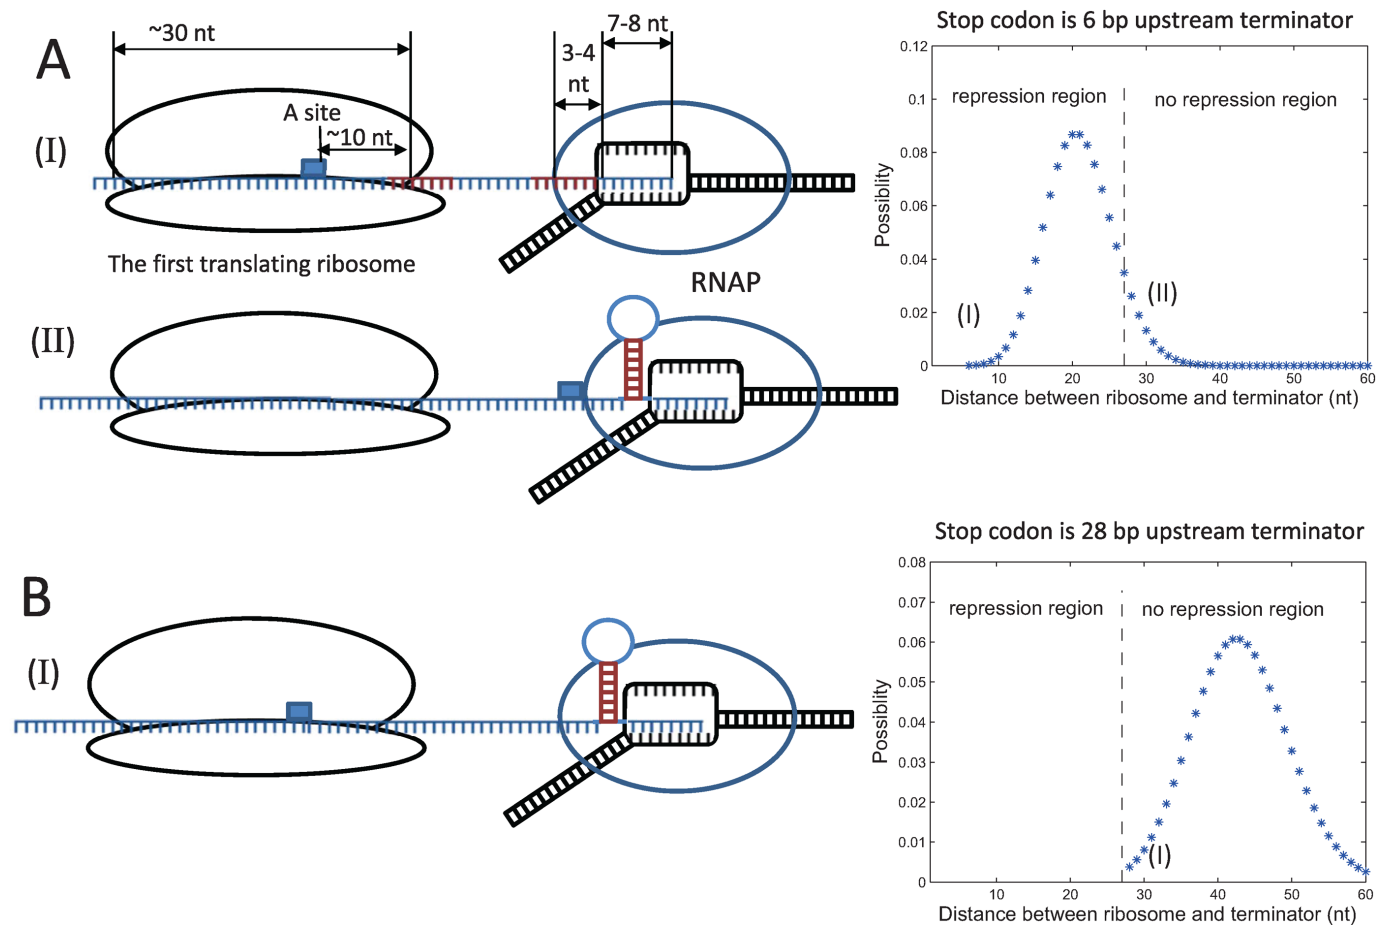 A
~30 nt
7-8 nt
3-4
nt
A site
~10 nt
(I)
The first translating ribosome
RNAP
(II)
Stop codon is 6 bp upstream terminator
0.12
0.1
0.08
0.06
0.04
0.02
0
Possiblity
repression region
no repression region
(I)
(II)
10
20
30
40
50
60
Distance between ribosome and terminator (nt)
B
(I)
Stop codon is 28 bp upstream terminator
0.08
0.07
0.06
0.05
0.04
0.03
0.02
0.01
0
Possiblity
repression region
no repression region
(I)
10
20
30
40
50
60
Distance between ribosome and terminator (nt)